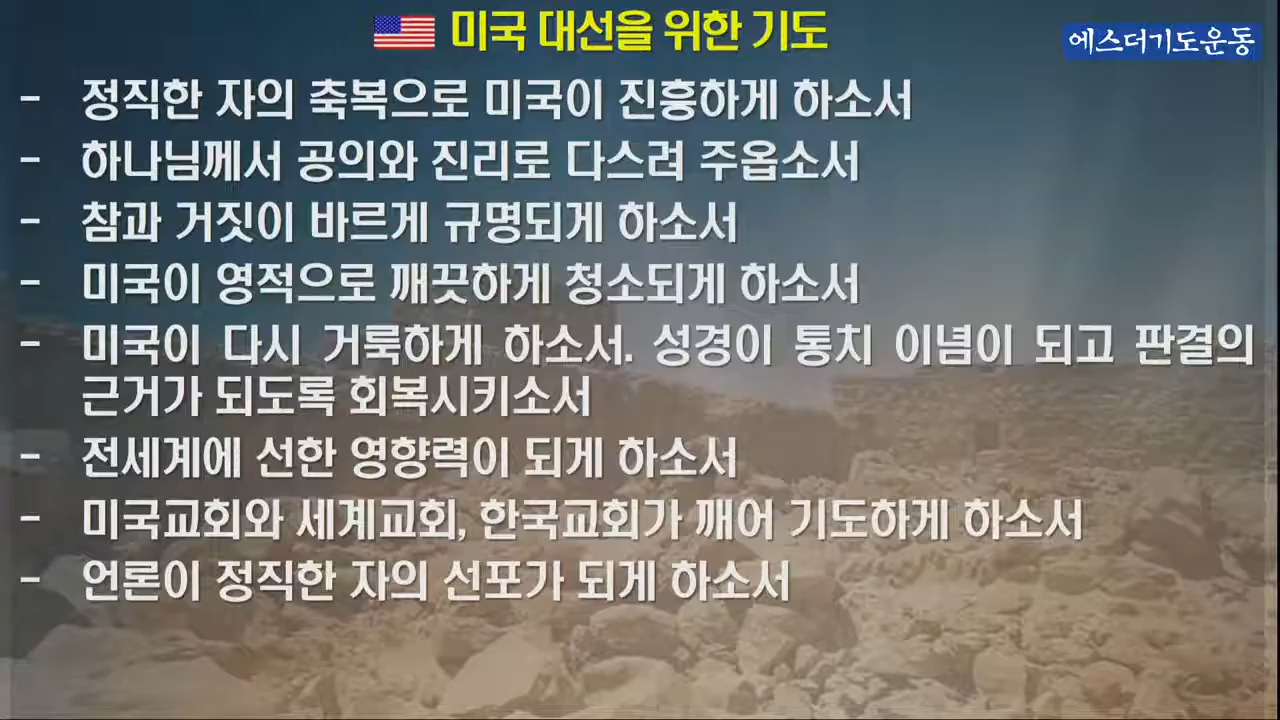 미국 대선을 위한 기도
에스더기도운동
- 정직한 자의 축복으로 미국이 진흥하게 하소서
- 하나님께서 공의와 진리로 다스려 주옵소서
- 참과 거짓이 바르게 규명되게 하소서
- 미국이 영적으로 깨끗하게 청소되게 하소서
- 미국이 다시 거룩하게 하소서. 성경이 통치 이념이 되고 판결의
근거가 되도록 회복시키소서
- 전세계에 선한 영향력이 되게 하소서
- 미국교회와 세계교회, 한국교회가 깨어 기도하게 하소서
- 언론이 정직한 자의 선포가 되게 하소서